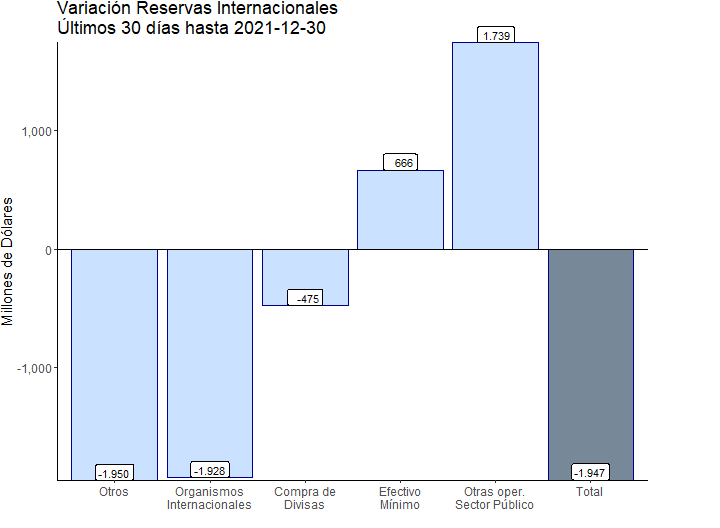 Variación Reservas Internacionales
Últimos 30 días hasta 2021-12-30
Millones de Dólares
1,000
0
-1,000
1.739
666
-475
-1.950
-1.928
-1.947
Otros
Organismos
Internacionales
Compra de
Divisas
Efectivo
Mínimo
Otras oper.
Sector Público
Total